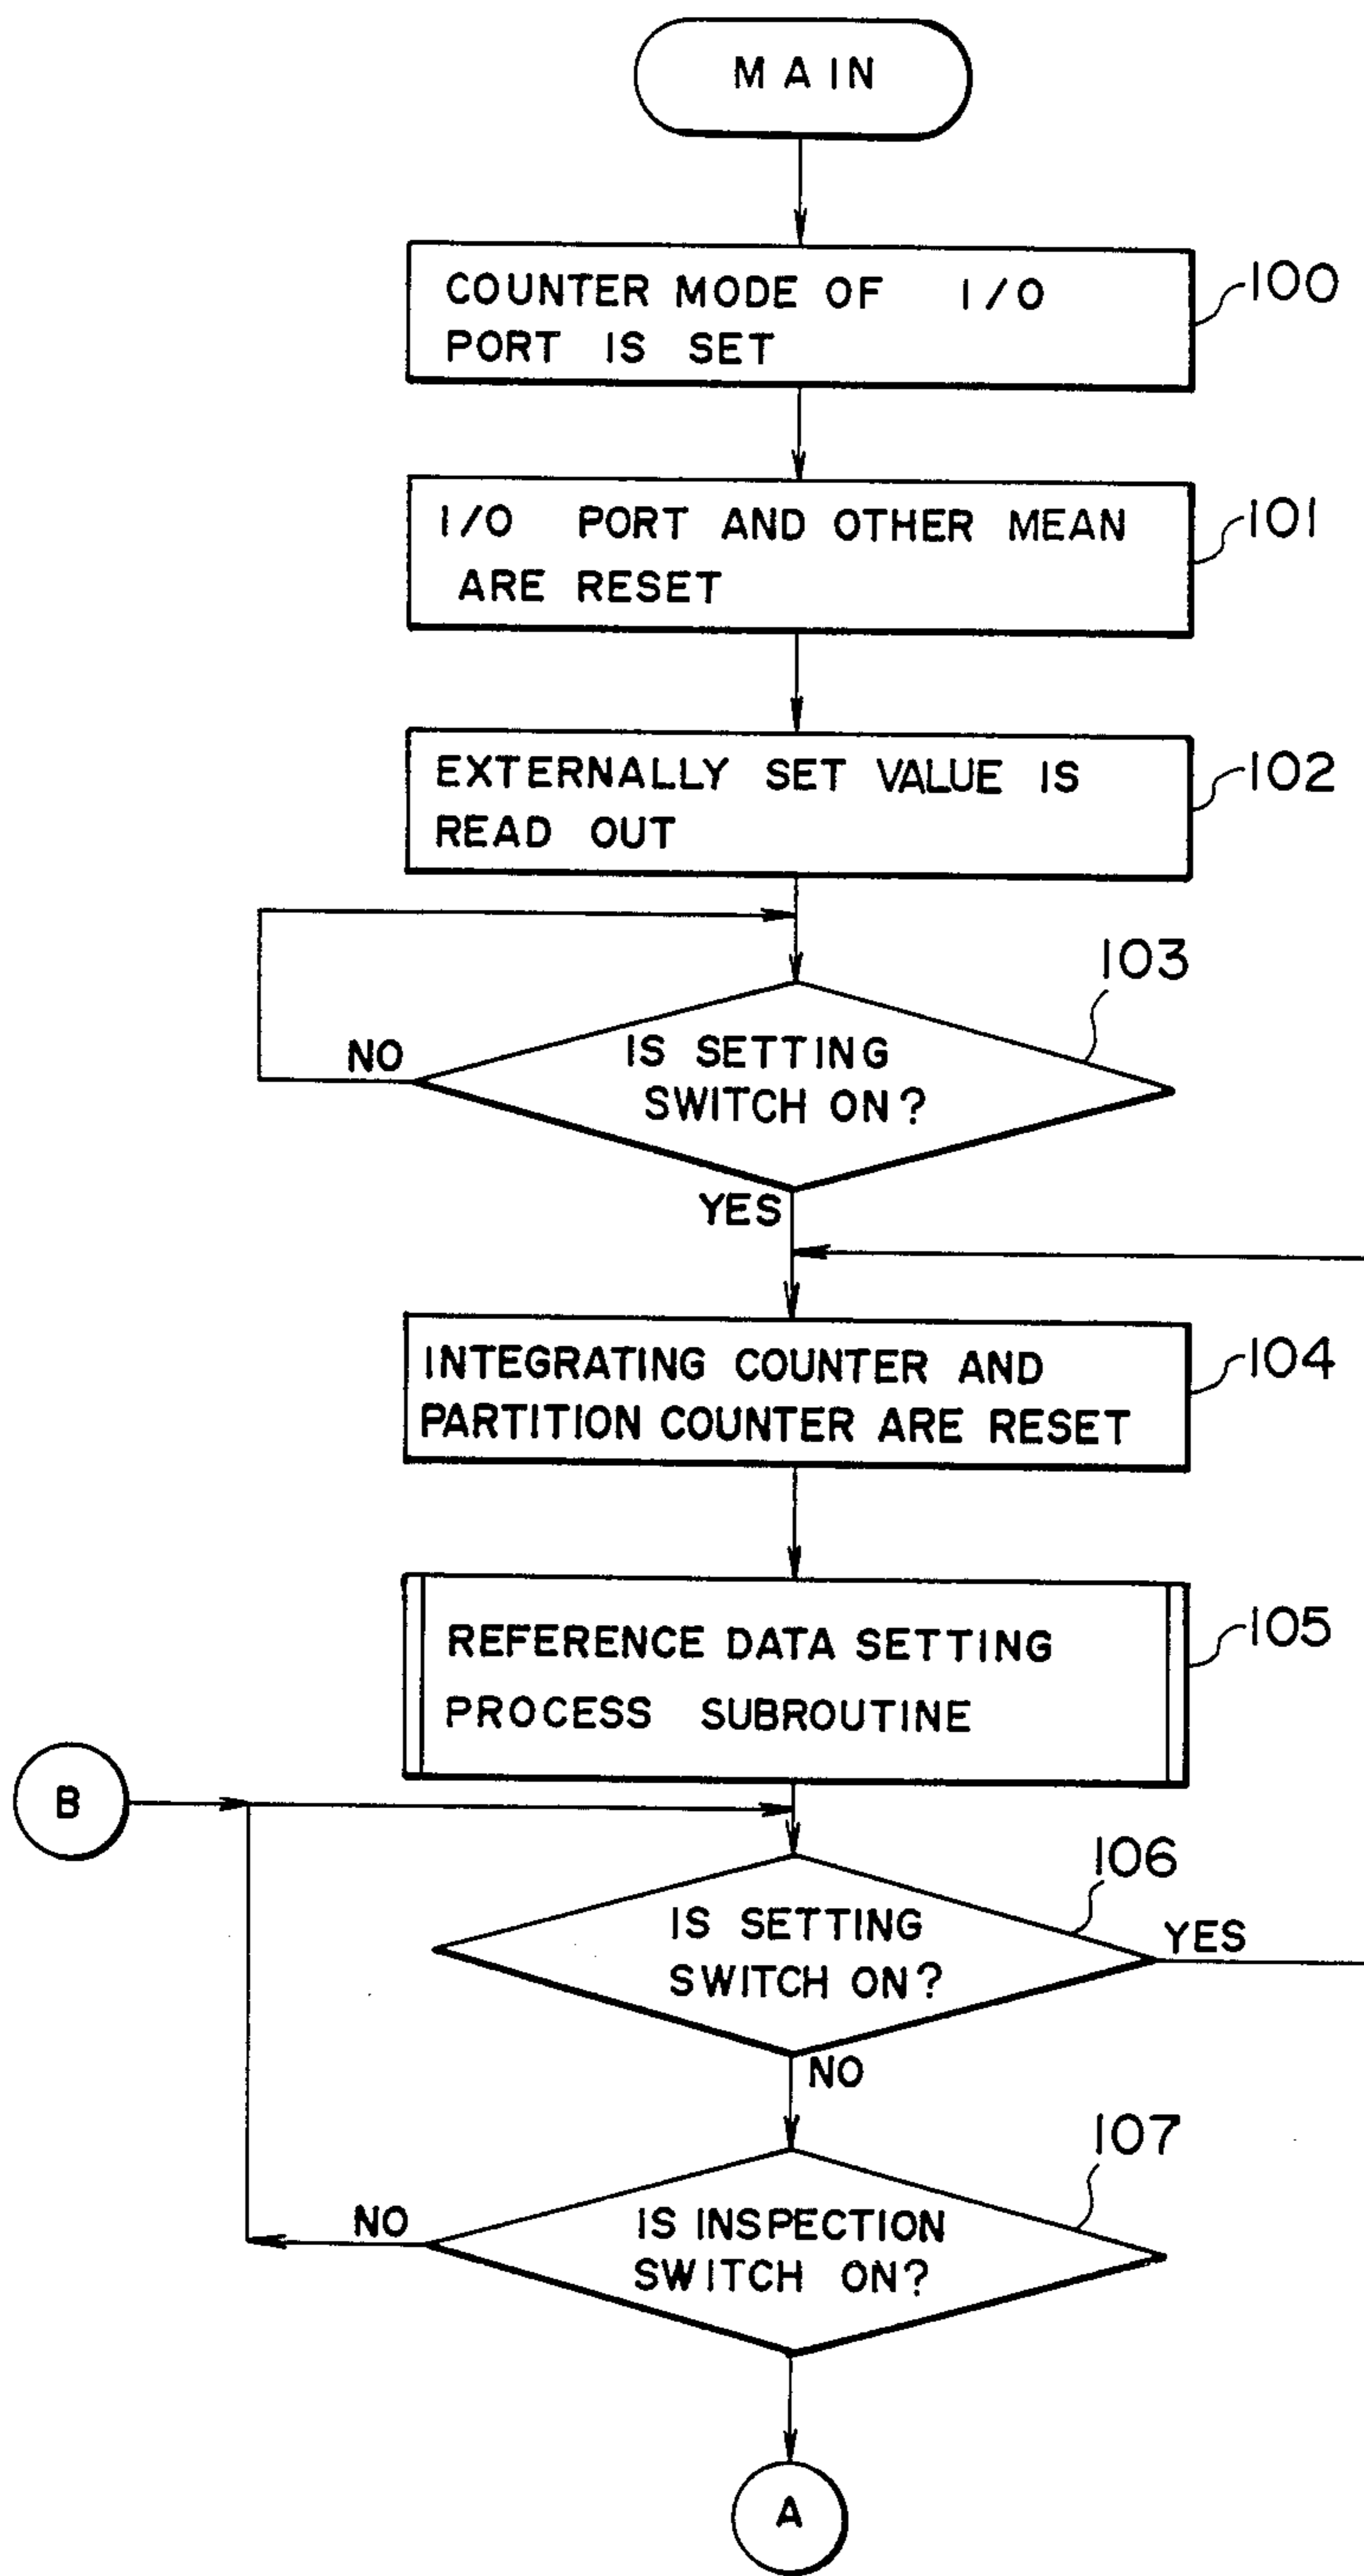 MAIN
COUNTER MODE OF I/O
PORT IS SET
100
I/O PORT AND OTHER MEAN
ARE RESET
101
EXTERNALLY SET VALUE IS
READ OUT
102
103
IS SETTING
SWITCH ON?
NO
YES
INTEGRATING COUNTER AND
PARTITION COUNTER ARE RESET
104
REFERENCE DATA SETTING
PROCESS SUBROUTINE
105
B
106
IS SETTING
SWITCH ON?
YES
NO
107
IS INSPECTION
SWITCH ON?
NO
A